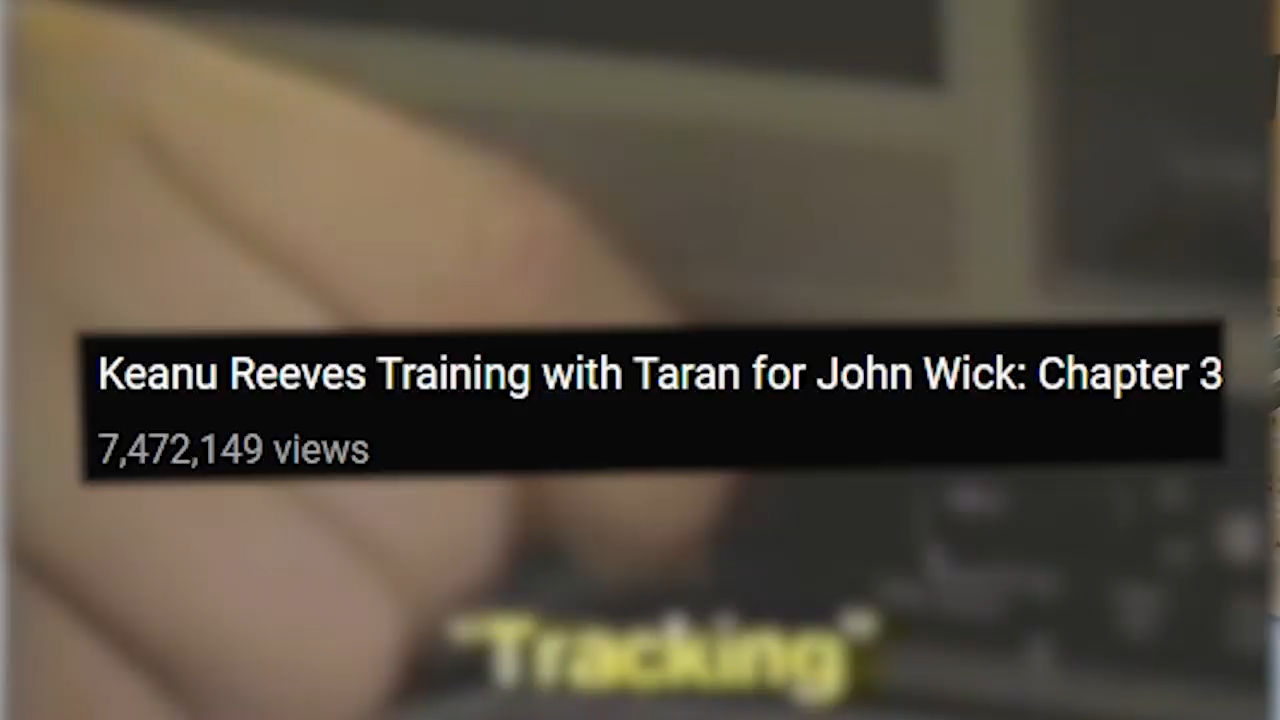 Keanu Reeves Training with Taran for John Wick: Chapter 3
7,472,149 views
"Tracking"